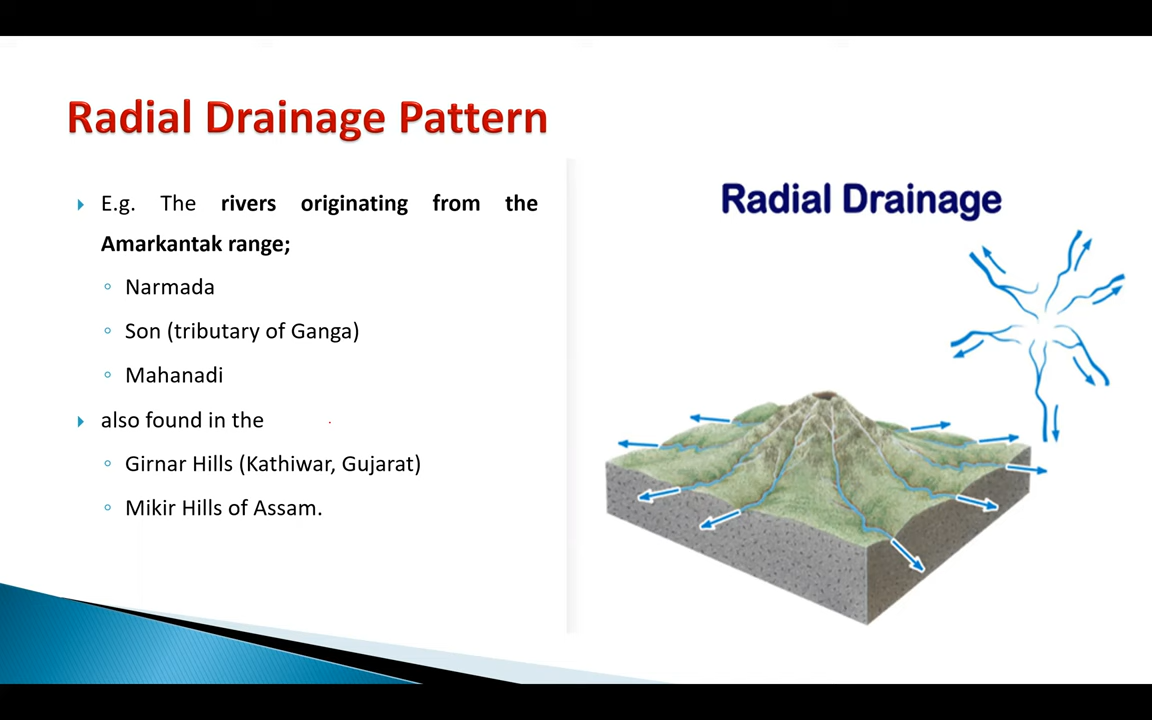 Radial Drainage Pattern
E.g. The rivers originating from the
Amarkantak range;
Narmada
Son (tributary of Ganga)
Mahanadi
also found in the
Girnar Hills (Kathiwar, Gujarat)
Mikir Hills of Assam.
Radial Drainage